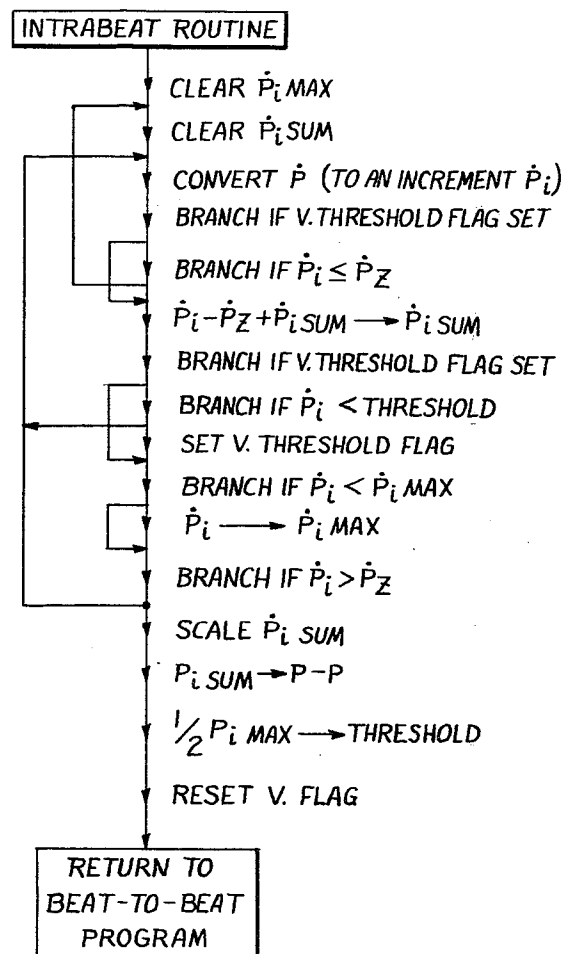 INTRABEAT ROUTINE
CLEAR Ṗi MAX
CLEAR Ṗi SUM
CONVERT Ṗ (TO AN INCREMENT Ṗi)
BRANCH IF V. THRESHOLD FLAG SET
BRANCH IF Ṗi ≤ ṖZ
Ṗi – ṖZ + Ṗi SUM → Ṗi SUM
BRANCH IF V. THRESHOLD FLAG SET
BRANCH IF Ṗi < THRESHOLD
SET V. THRESHOLD FLAG
BRANCH IF Ṗi < Ṗi MAX
Ṗi → Ṗi MAX
BRANCH IF Ṗi > ṖZ
SCALE Ṗi SUM
Pi SUM → P–P
1/2 Pi MAX → THRESHOLD
RESET V. FLAG
RETURN TO
BEAT-TO-BEAT
PROGRAM